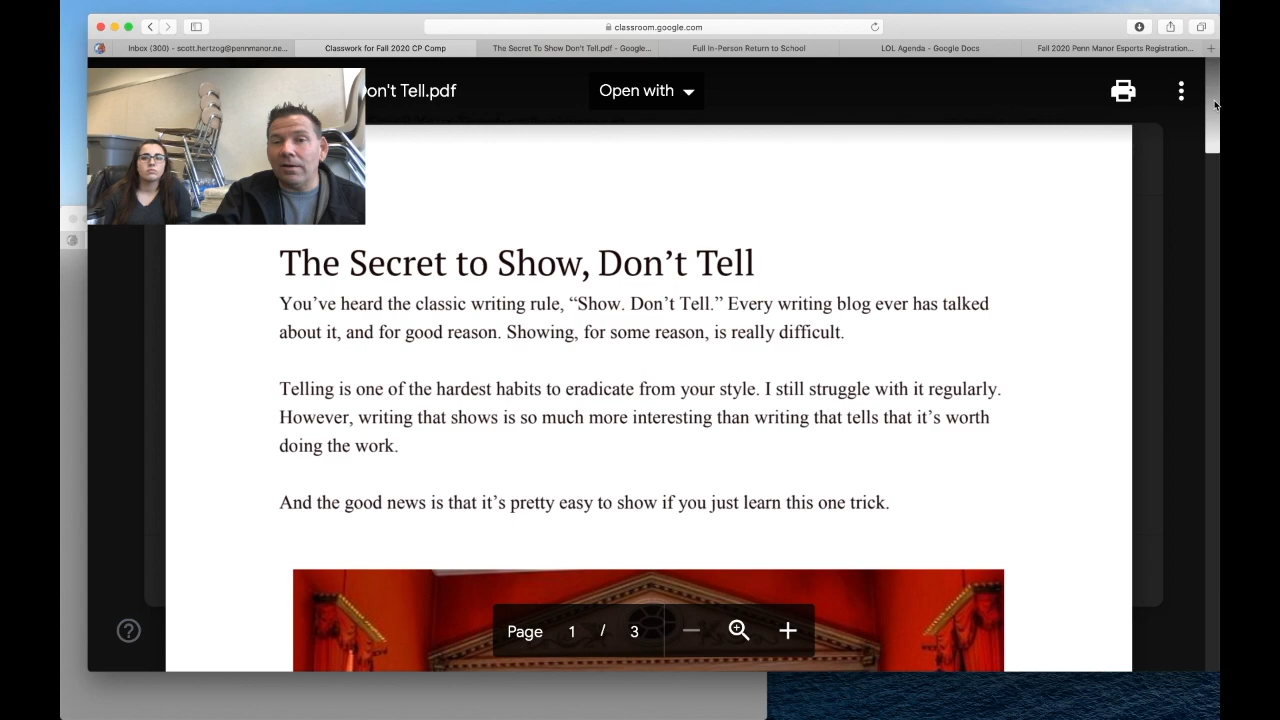 classroom.google.com
Inbox (300) - scott.hertzog@pennmanor.ne...
Classwork for Fall 2020 CP Comp
The Secret To Show Don't Tell.pdf - Google...
Full In-Person Return to School
LOL Agenda - Google Docs
Fall 2020 Penn Manor Esports Registration...
on't Tell.pdf
Open with
The Secret to Show, Don’t Tell
You’ve heard the classic writing rule, “Show. Don’t Tell.” Every writing blog ever has talked
about it, and for good reason. Showing, for some reason, is really difficult.
Telling is one of the hardest habits to eradicate from your style. I still struggle with it regularly.
However, writing that shows is so much more interesting than writing that tells that it’s worth
doing the work.
And the good news is that it’s pretty easy to show if you just learn this one trick.
Page 1 / 3